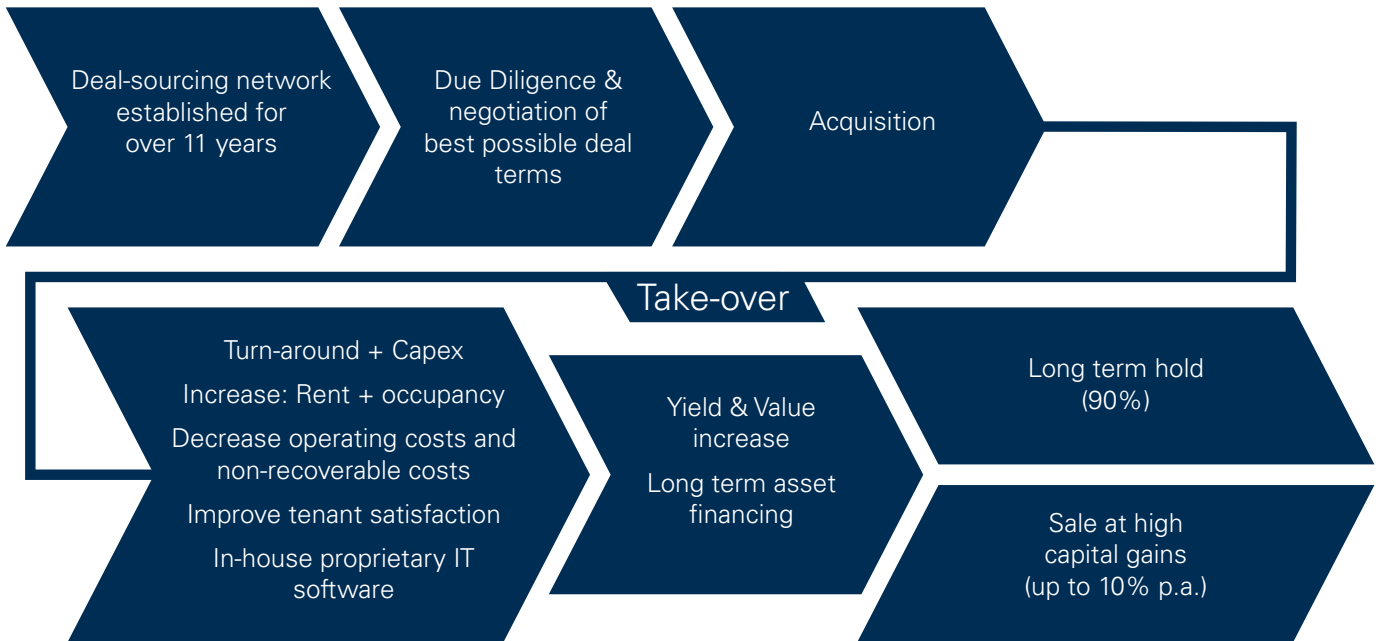 Deal-sourcing network
established for
over 11 years
Due Diligence &
negotiation of
best possible deal
terms
Acquisition
Take-over
Turn-around + Capex
Increase: Rent + occupancy
Decrease operating costs and
non-recoverable costs
Improve tenant satisfaction
In-house proprietary IT
software
Yield & Value
increase
Long term asset
financing
Long term hold
(90%)
Sale at high
capital gains
(up to 10% p.a.)